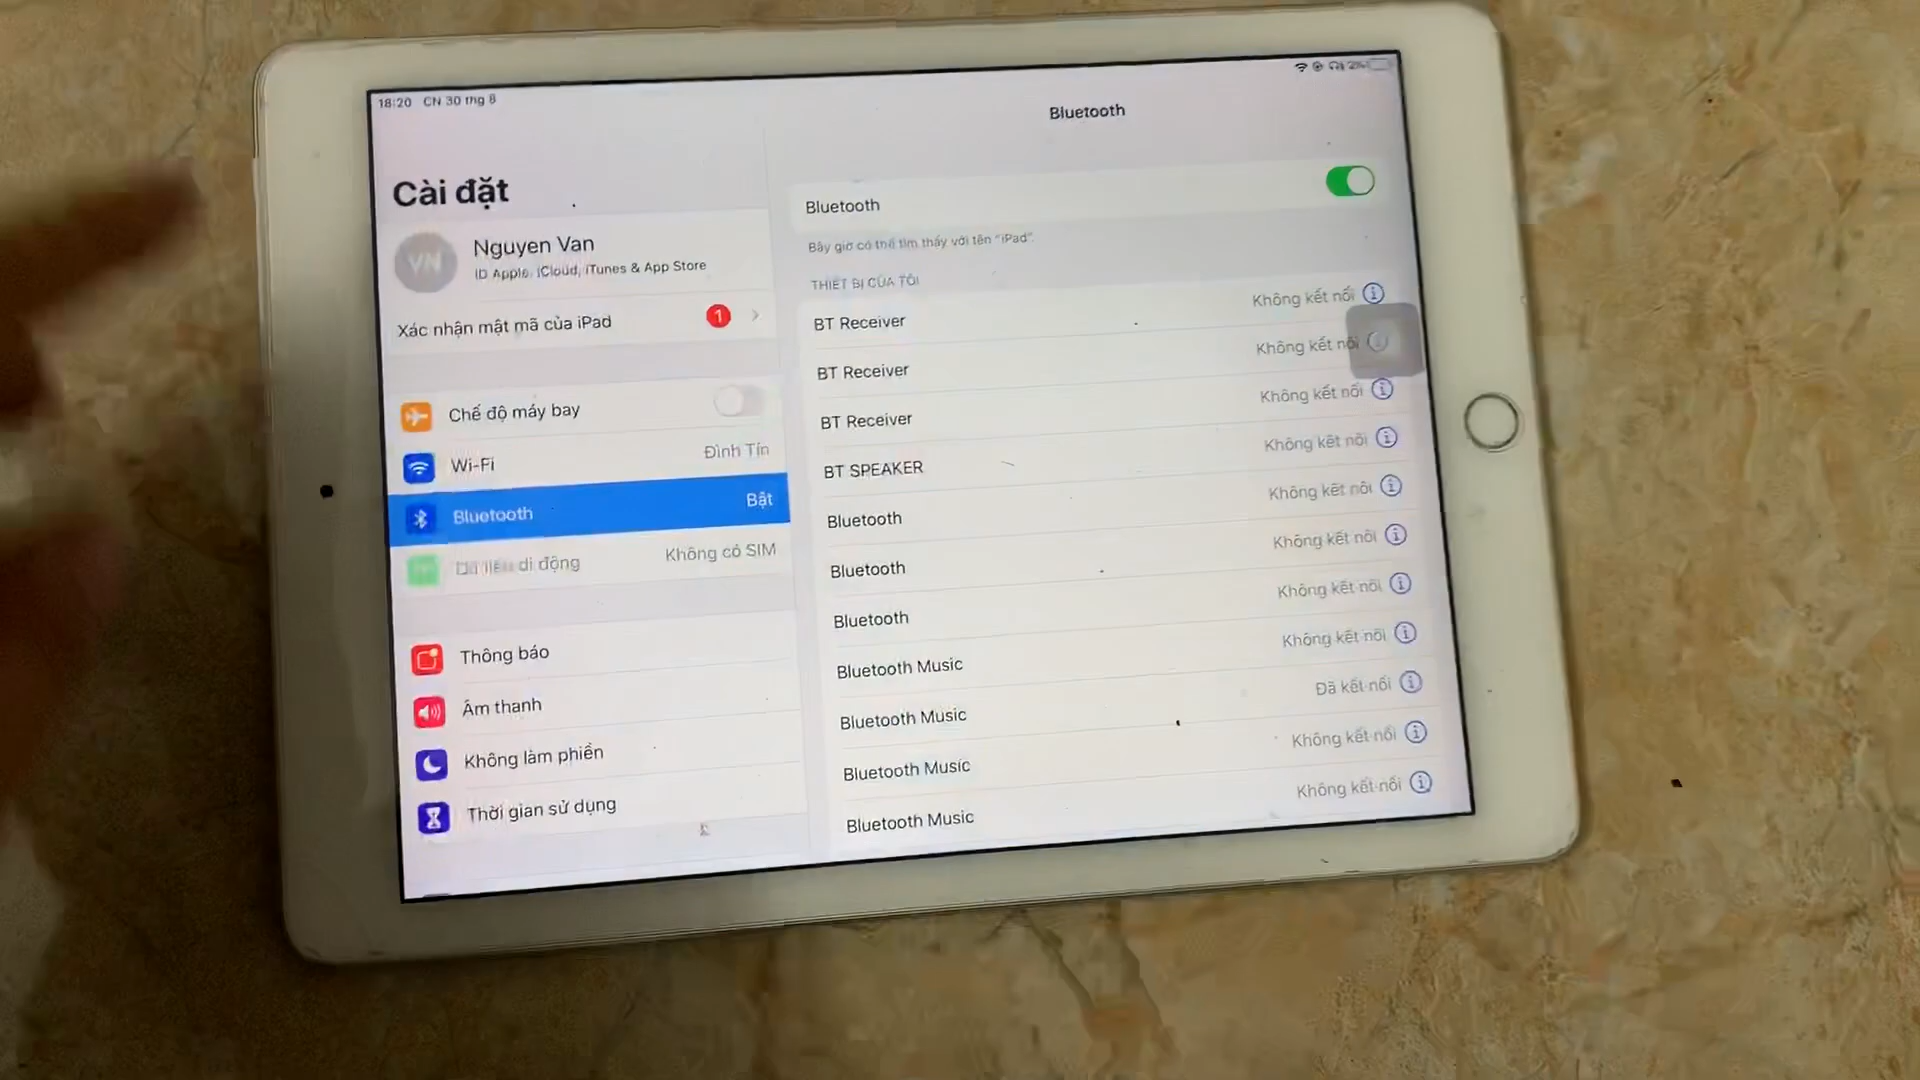 18:20 CN 30 thg 8
Bluetooth
Cài đặt
VN
Nguyen Van
ID Apple, iCloud, iTunes & App Store
Xác nhận mật mã của iPad 1
Chế độ máy bay
Wi-Fi Đình Tín
Bluetooth Bật
Dữ liệu di động Không có SIM
Thông báo
Âm thanh
Không làm phiền
Thời gian sử dụng
Bluetooth
Bây giờ có thể tìm thấy với tên "iPad".
THIẾT BỊ CỦA TÔI
BT Receiver Không kết nối
BT Receiver Không kết nối
BT Receiver Không kết nối
BT SPEAKER Không kết nối
Bluetooth Không kết nối
Bluetooth Không kết nối
Bluetooth Không kết nối
Bluetooth Music Không kết nối
Bluetooth Music Đã kết nối
Bluetooth Music Không kết nối
Bluetooth Music Không kết nối